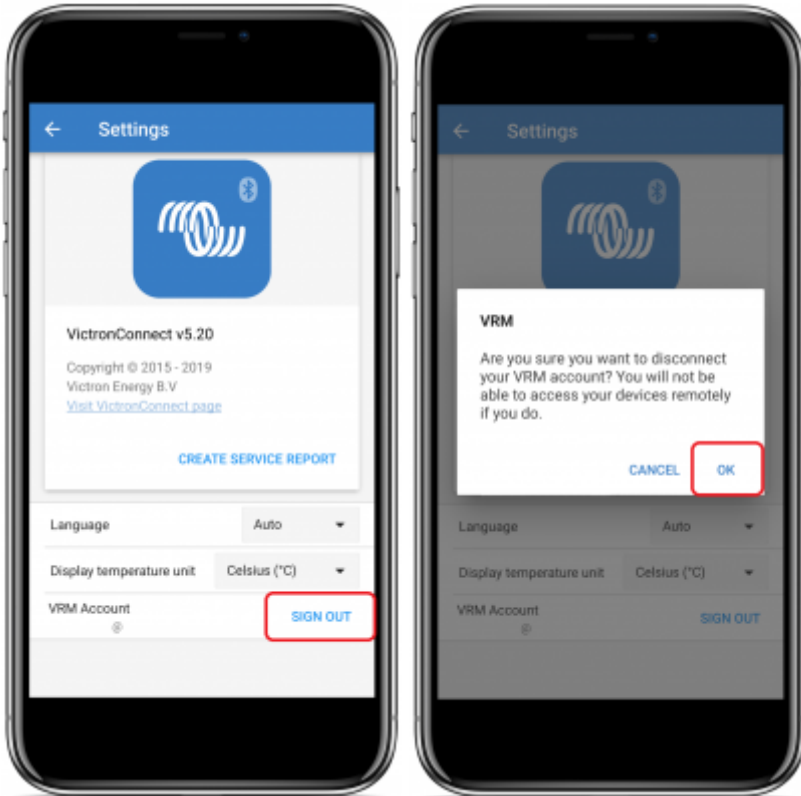 Settings
VictronConnect v5.20
Copyright © 2015 - 2019
Victron Energy B.V
Visit VictronConnect page
CREATE SERVICE REPORT
Language Auto
Display temperature unit Celsius (°C)
VRM Account
@
SIGN OUT
Settings
VRM
Are you sure you want to disconnect
your VRM account? You will not be
able to access your devices remotely
if you do.
CANCEL OK
Language Auto
Display temperature unit Celsius (°C)
VRM Account
@
SIGN OUT